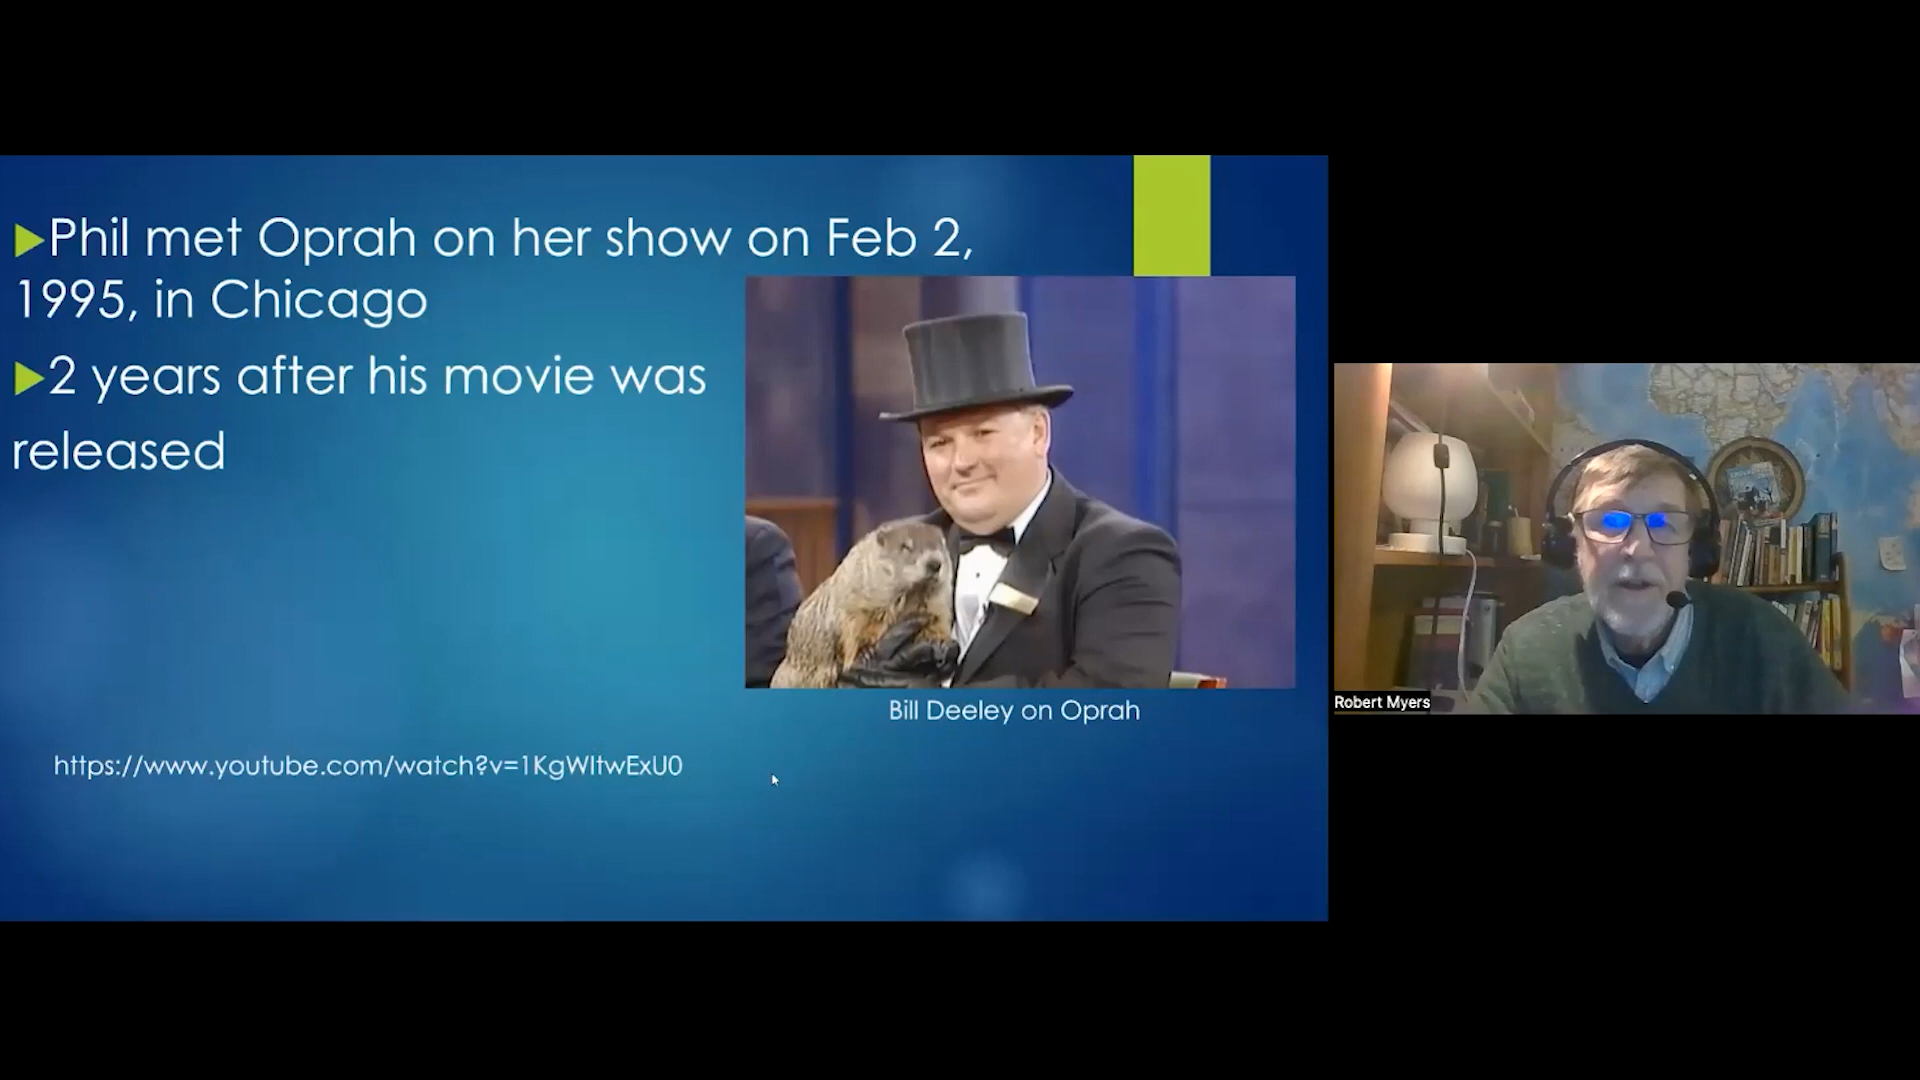 Phil met Oprah on her show on Feb 2,
1995, in Chicago
2 years after his movie was
released
Bill Deeley on Oprah
https://www.youtube.com/watch?v=1KgWltwExU0
Robert Myers